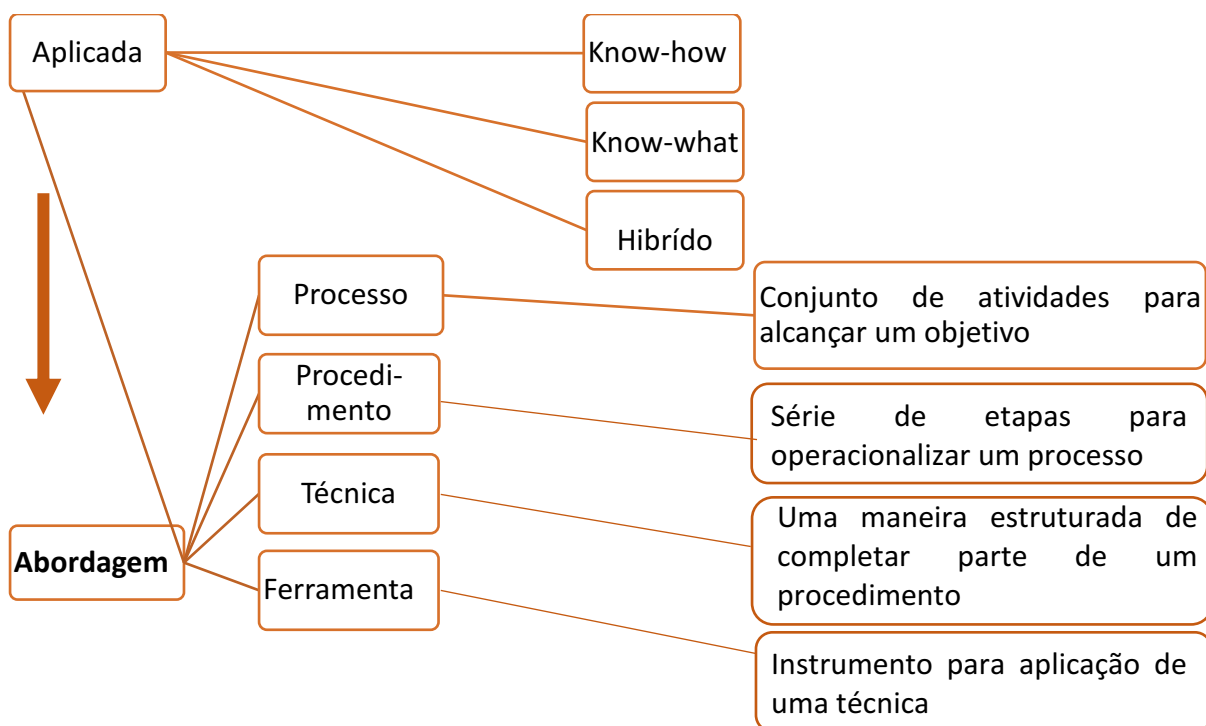 Aplicada
Know-how
Know-what
Hibrído
Processo
Conjunto de atividades para
alcançar um objetivo
Procedi-
mento
Série de etapas para
operacionalizar um processo
Técnica
Uma maneira estruturada de
completar parte de um
procedimento
Abordagem
Ferramenta
Instrumento para aplicação de
uma técnica